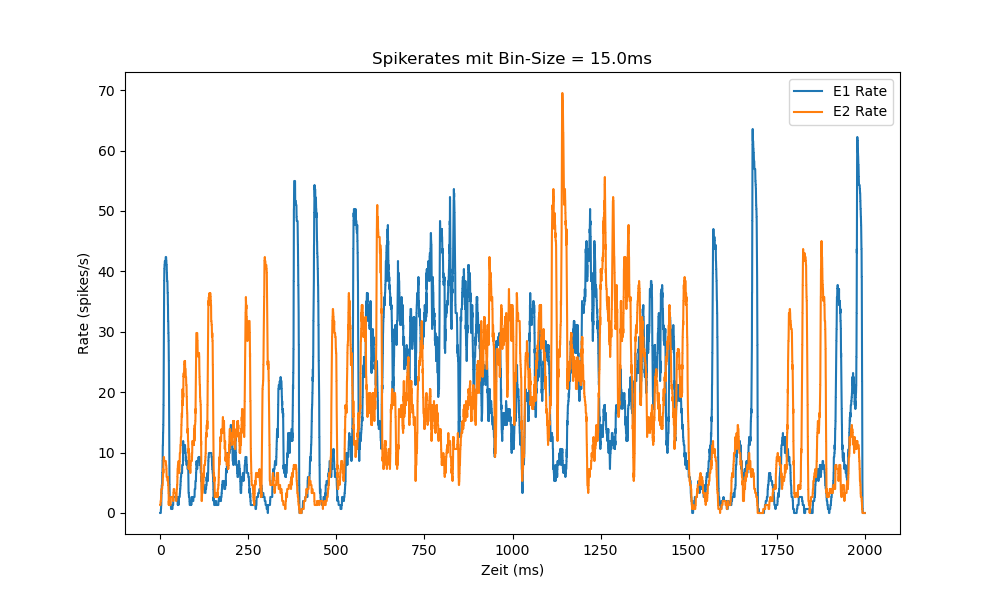 Spikerates mit Bin-Size = 15.0ms
E1 Rate
E2 Rate
70
60
50
40
30
20
10
0
Rate (spikes/s)
0 250 500 750 1000 1250 1500 1750 2000
Zeit (ms)